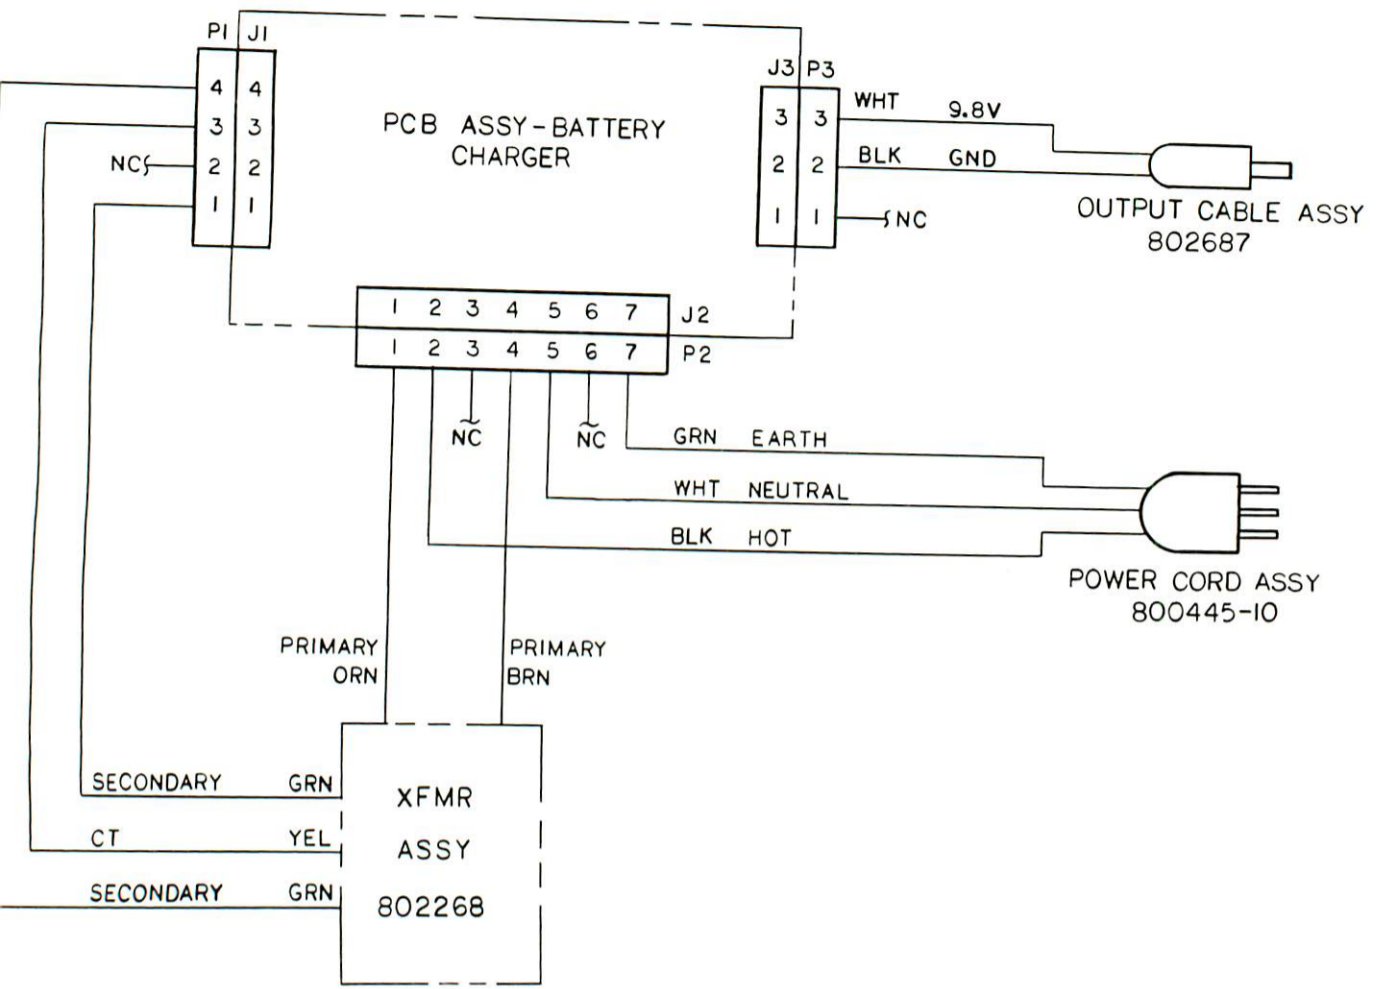 P1 J1
4 4
3 3
NC 2 2
1 1
PCB ASSY-BATTERY
CHARGER
J3 P3
3 3 WHT 9.8V
2 2 BLK GND
1 1 NC
OUTPUT CABLE ASSY
802687
1 2 3 4 5 6 7 J2
1 2 3 4 5 6 7 P2
NC NC
GRN EARTH
WHT NEUTRAL
BLK HOT
POWER CORD ASSY
800445-10
PRIMARY
ORN
PRIMARY
BRN
SECONDARY GRN
CT YEL
SECONDARY GRN
XFMR
ASSY
802268